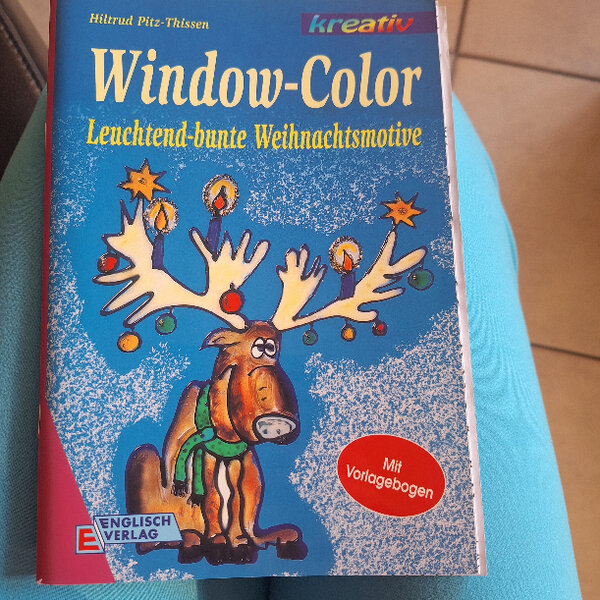 Hiltrud Pitz-Thissen
kreativ
Window-Color
Leuchtend-bunte Weihnachtsmotive
Mit
Vorlagebogen
E ENGLISCH
VERLAG